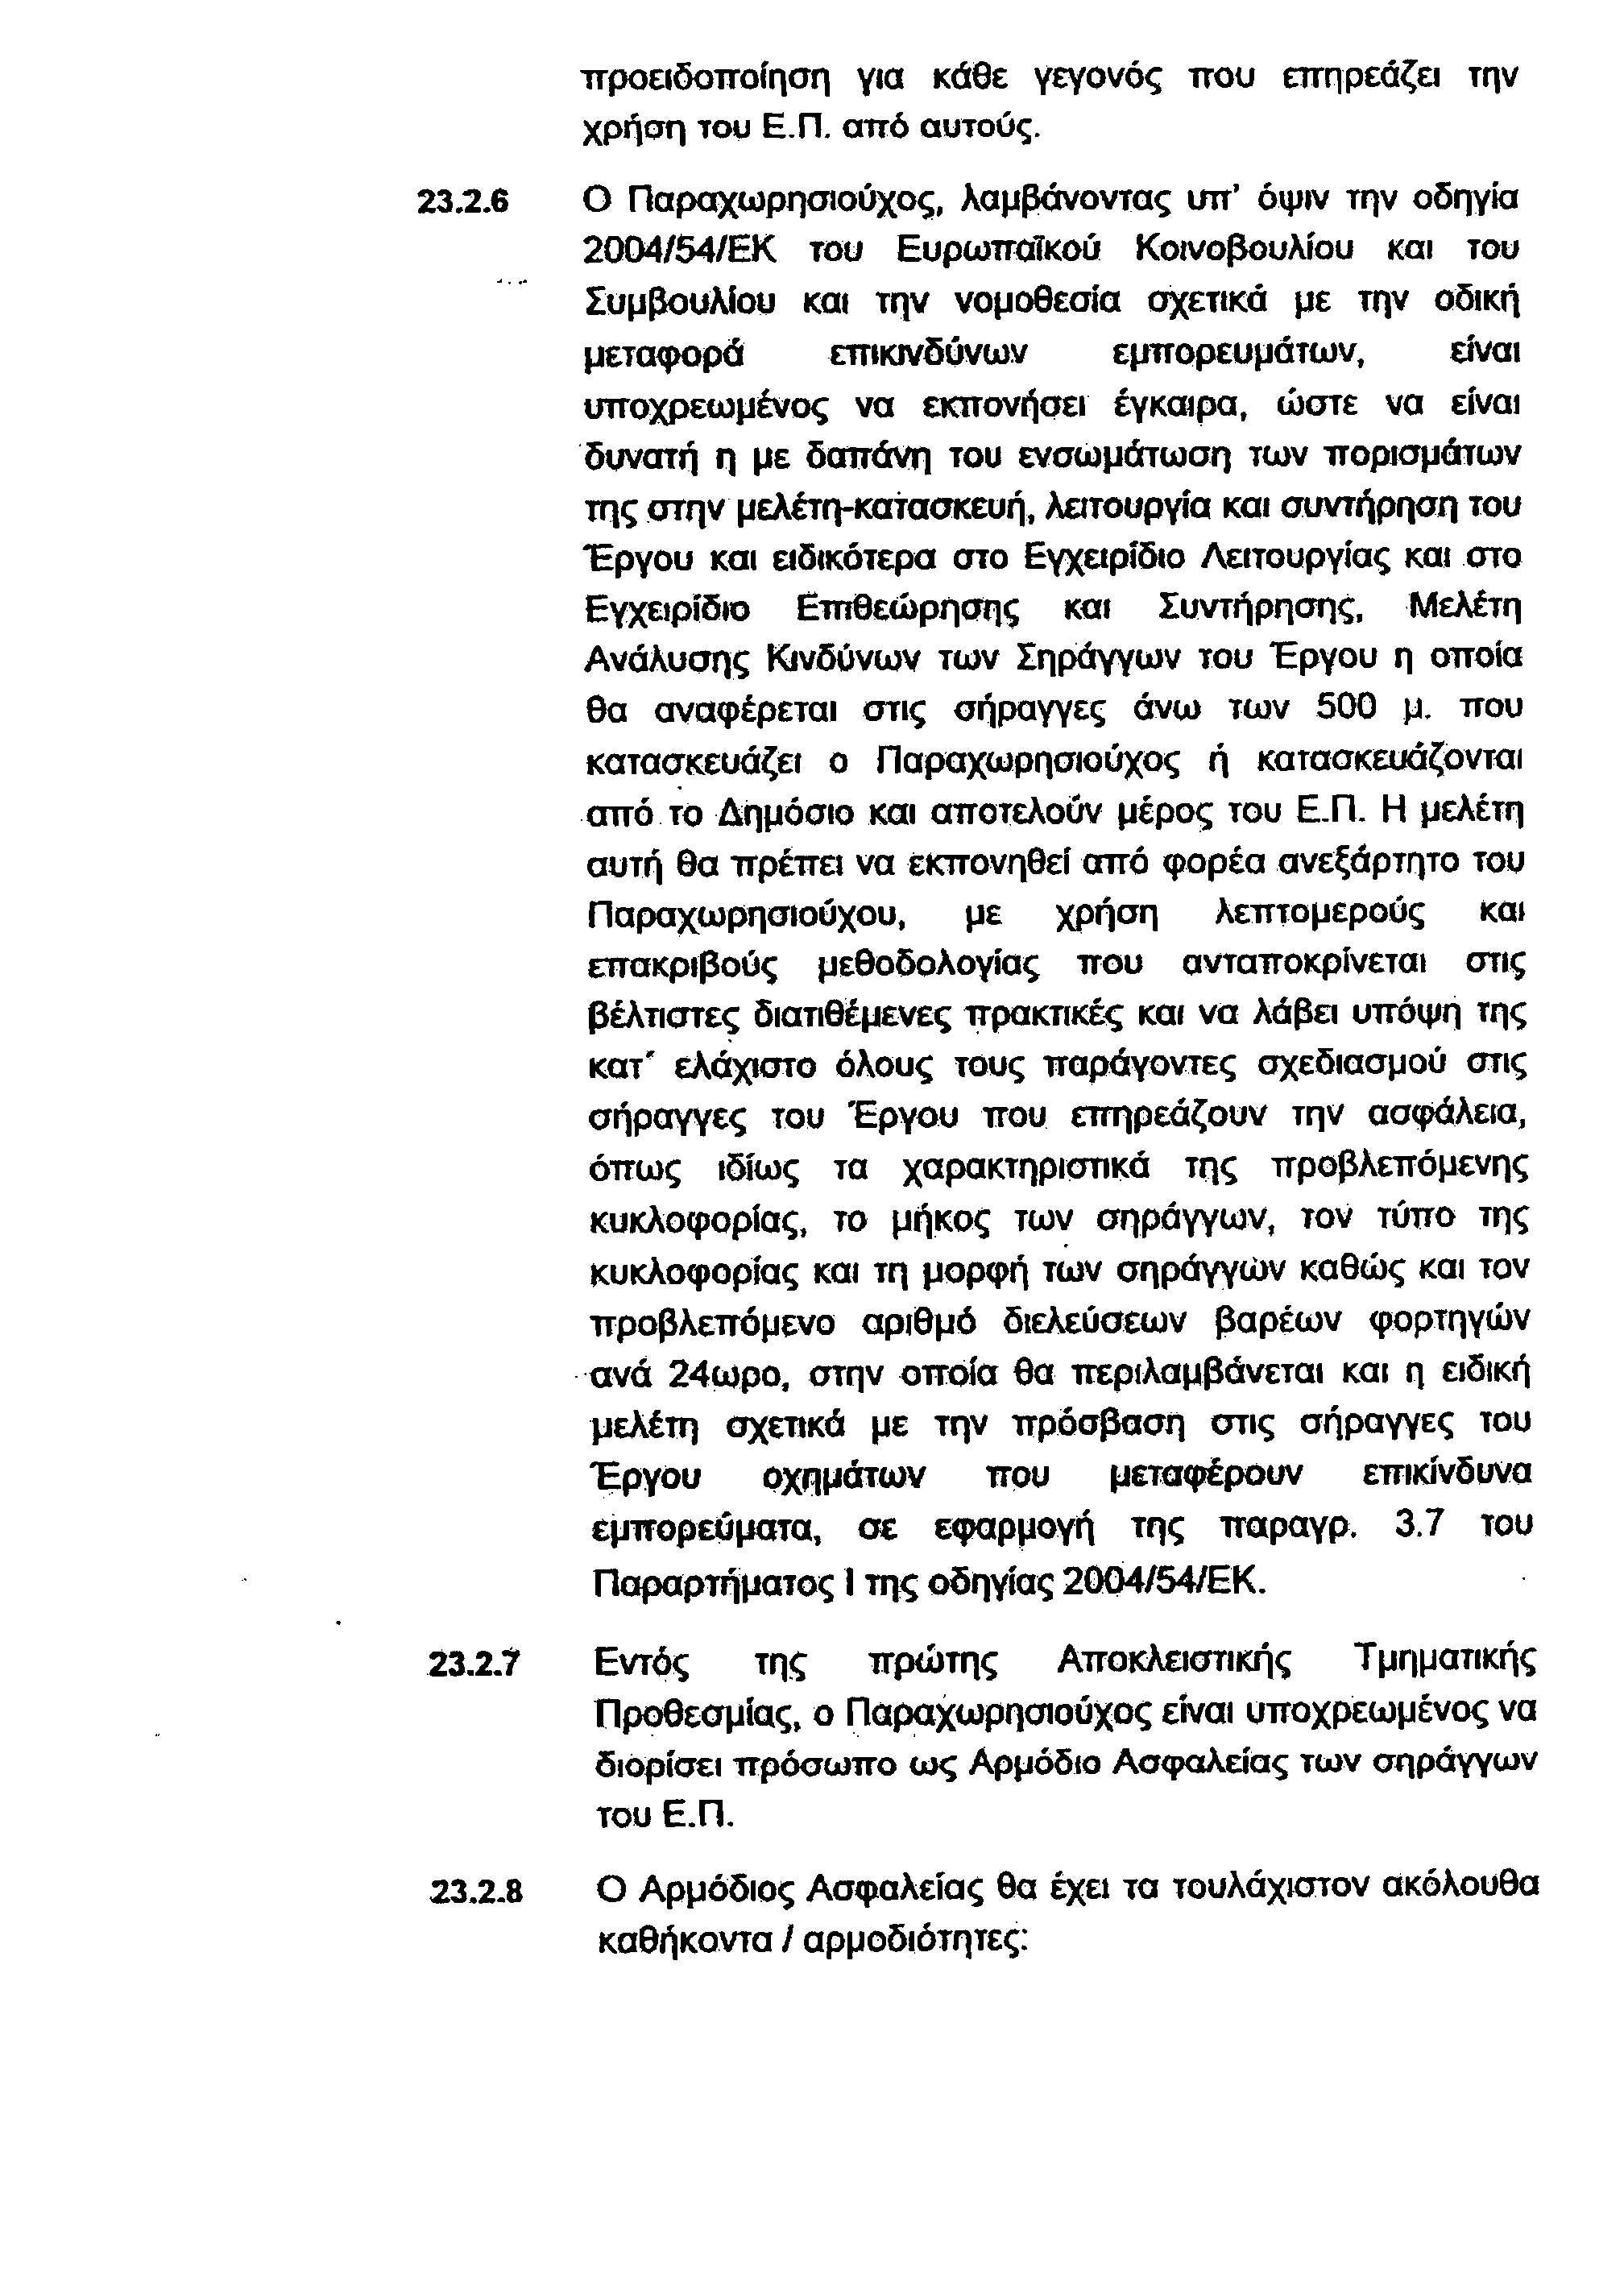 προειδοποίηση για κάθε γεγονός που επηρεάζει την
χρήση του Ε.Π. από αυτούς.
23.2.6 Ο Παραχωρησιούχος, λαμβάνοντας υπ' όψιν την οδηγία
2004/54/ΕΚ του Ευρωπαϊκού Κοινοβουλίου και του
Συμβουλίου και την νομοθεσία σχετικά με την οδική
μεταφορά επικινδύνων εμπορευμάτων, είναι
υποχρεωμένος να εκπονήσει έγκαιρα, ώστε να είναι
δυνατή η με δαπάνη του ενσωμάτωση των πορισμάτων
της στην μελέτη-κατασκευή, λειτουργία και συντήρηση του
Έργου και ειδικότερα στο Εγχειρίδιο Λειτουργίας και στο
Εγχειρίδιο Επιθεώρησης και Συντήρησης, Μελέτη
Ανάλυσης Κινδύνων των Σηράγγων του Έργου η οποία
θα αναφέρεται στις σήραγγες άνω των 500 μ. που
κατασκευάζει ο Παραχωρησιούχος ή κατασκευάζονται
από το Δημόσιο και αποτελούν μέρος του Ε.Π. Η μελέτη
αυτή θα πρέπει να εκπονηθεί από φορέα ανεξάρτητο του
Παραχωρησιούχου, με χρήση λεπτομερούς και
επακριβούς μεθοδολογίας που ανταποκρίνεται στις
βέλτιστες διατιθέμενες πρακτικές και να λάβει υπόψη της
κατ' ελάχιστο όλους τους παράγοντες σχεδιασμού στις
σήραγγες του Έργου που επηρεάζουν την ασφάλεια,
όπως ιδίως τα χαρακτηριστικά της προβλεπόμενης
κυκλοφορίας, το μήκος των σηράγγων, τον τύπο της
κυκλοφορίας και τη μορφή των σηράγγων καθώς και τον
προβλεπόμενο αριθμό διελεύσεων βαρέων φορτηγών
ανά 24ωρο, στην οποία θα περιλαμβάνεται και η ειδική
μελέτη σχετικά με την πρόσβαση στις σήραγγες του
Έργου οχημάτων που μεταφέρουν επικίνδυνα
εμπορεύματα, σε εφαρμογή της παραγρ. 3.7 του
Παραρτήματος Ι της οδηγίας 2004/54/ΕΚ.
23.2.7 Εντός της πρώτης Αποκλειστικής Τμηματικής
Προθεσμίας, ο Παραχωρησιούχος είναι υποχρεωμένος να
διορίσει πρόσωπο ως Αρμόδιο Ασφαλείας των σηράγγων
του Ε.Π.
23.2.8 Ο Αρμόδιος Ασφαλείας θα έχει τα τουλάχιστον ακόλουθα
καθήκοντα / αρμοδιότητες: